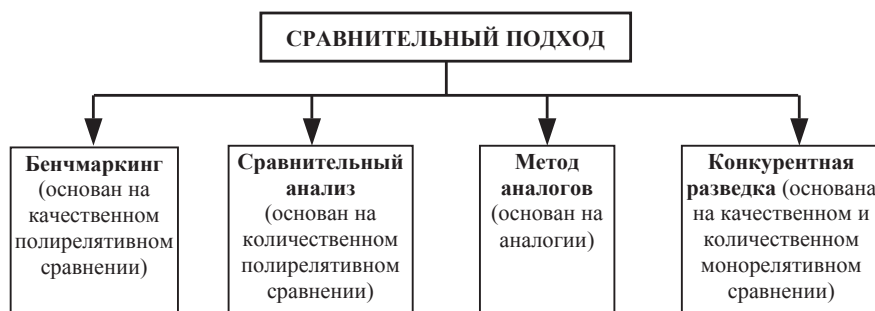 СРАВНИТЕЛЬНЫЙ ПОДХОД
Бенчмаркинг
(основан на
качественном
полирелятивном
сравнении)
Сравнительный
анализ
(основан на
количественном
полирелятивном
сравнении)
Метод
аналогов
(основан на
аналогии)
Конкурентная
разведка (основана
на качественном и
количественном
монорелятивном
сравнении)